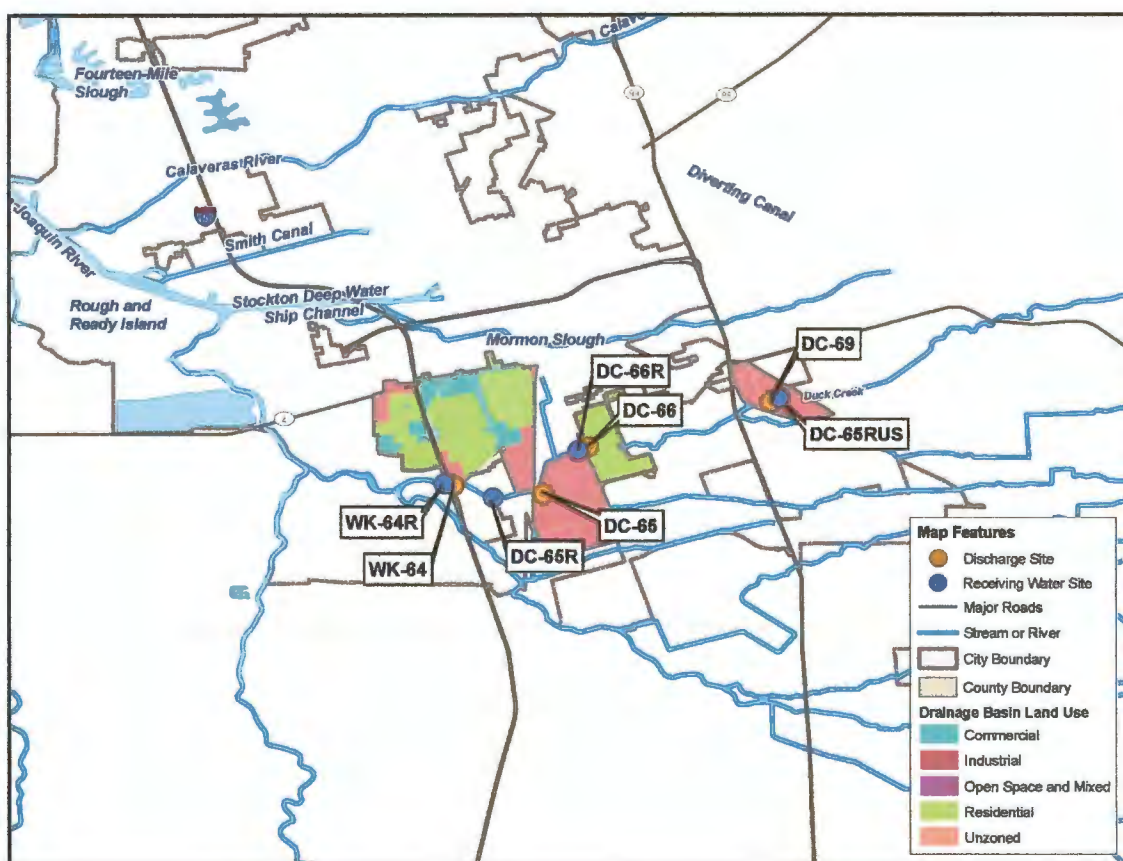 Fourteen-Mile
Slough
Calave
99
Calaveras River
Diverting Canal
Smith Canal
Joaquin River
Rough and
Ready Island
Stockton Deep Water
Ship Channel
Mormon Slough
4
DC-69
DC-66R
DC-66
Duck Creek
DC-65RUS
WK-64R
DC-65
WK-64
DC-65R
Map Features
Discharge Site
Receiving Water Site
Major Roads
Stream or River
City Boundary
County Boundary
Drainage Basin Land Use
Commercial
Industrial
Open Space and Mixed
Residential
Unzoned